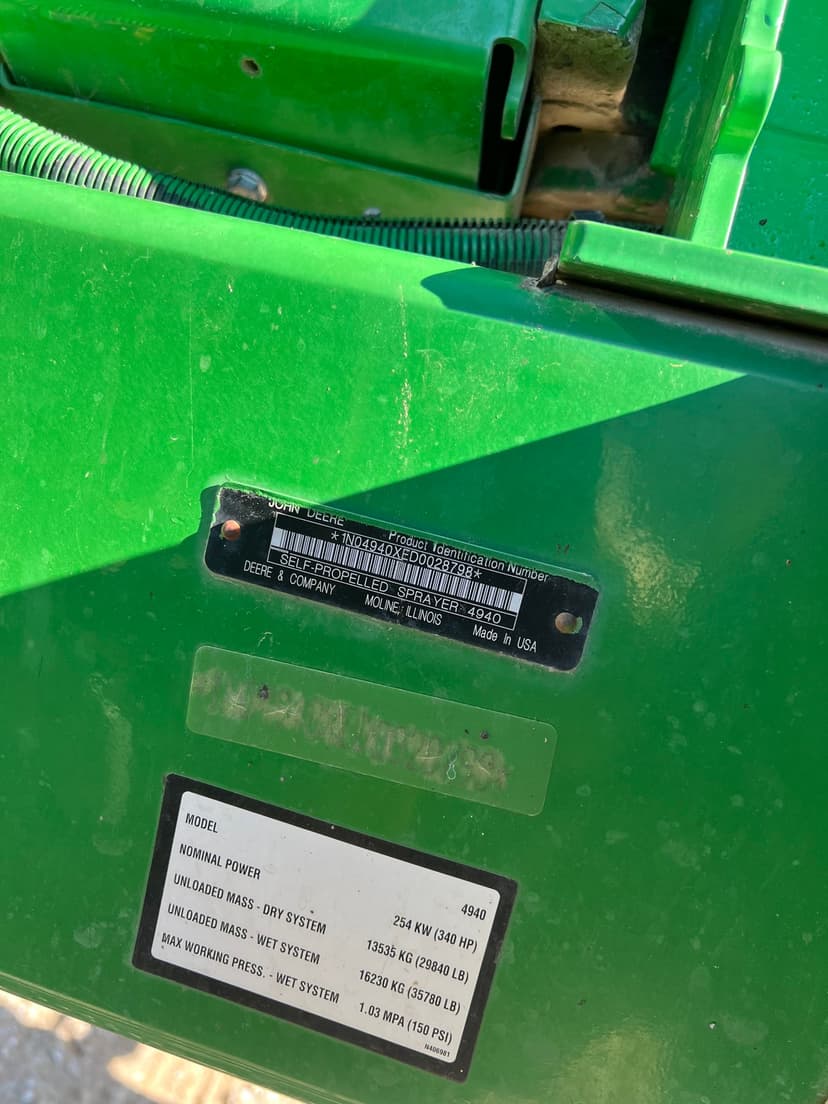 JOHN DEERE
Product Identification Number
*1N04940XED0028798*
SELF-PROPELLED SPRAYER 4940
DEERE & COMPANY
MOLINE, ILLINOIS
Made In USA
MODEL 4940
NOMINAL POWER 254 KW (340 HP)
UNLOADED MASS - DRY SYSTEM 13535 KG (29840 LB)
UNLOADED MASS - WET SYSTEM 16230 KG (35780 LB)
MAX WORKING PRESS. - WET SYSTEM 1.03 MPA (150 PSI)
N406981